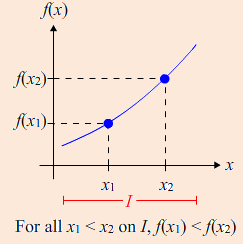 f(x)
f(x₂)
f(x₁)
x
x₁ x₂
I
For all x₁ < x₂ on I, f(x₁) < f(x₂)